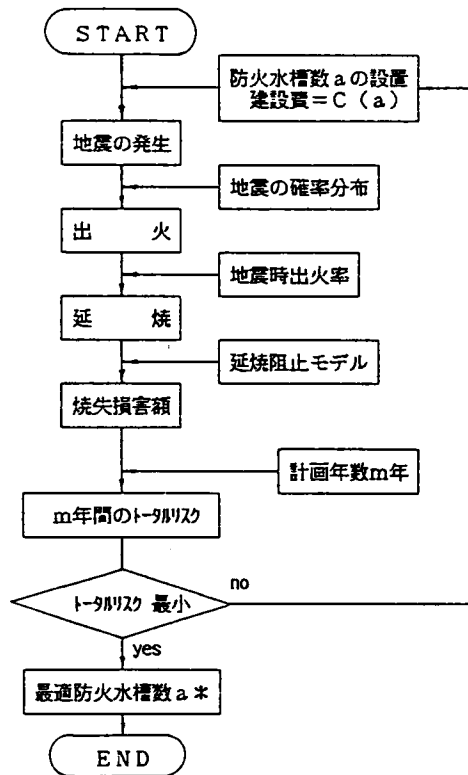 START
防火水槽数aの設置
建設費=C(a)
地震の発生
地震の確率分布
出 火
地震時出火率
延 焼
延焼阻止モデル
焼失損害額
計画年数m年
m年間のトータルリスク
トータルリスク 最小
no
yes
最適防火水槽数a*
END